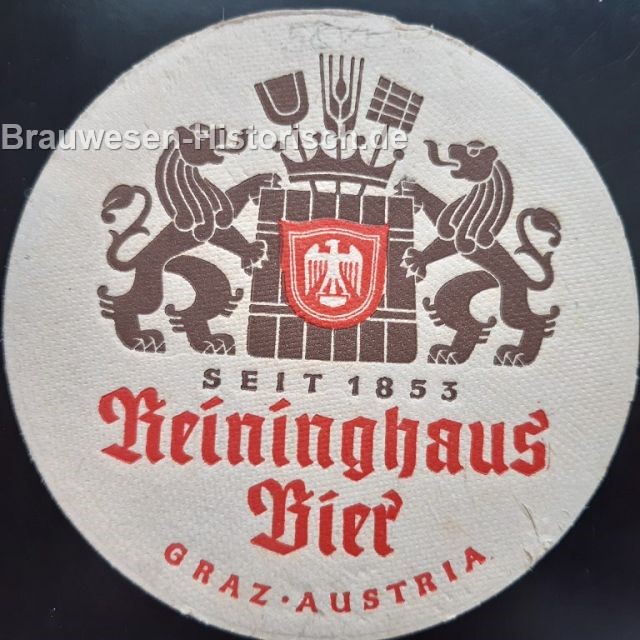 Brauwesen-Historisch.de
SEIT 1853
Reininghaus
Bier
GRAZ · AUSTRIA